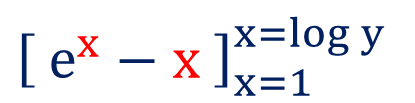 [ eˣ − x ]ₓ₌₁^{x=log y}